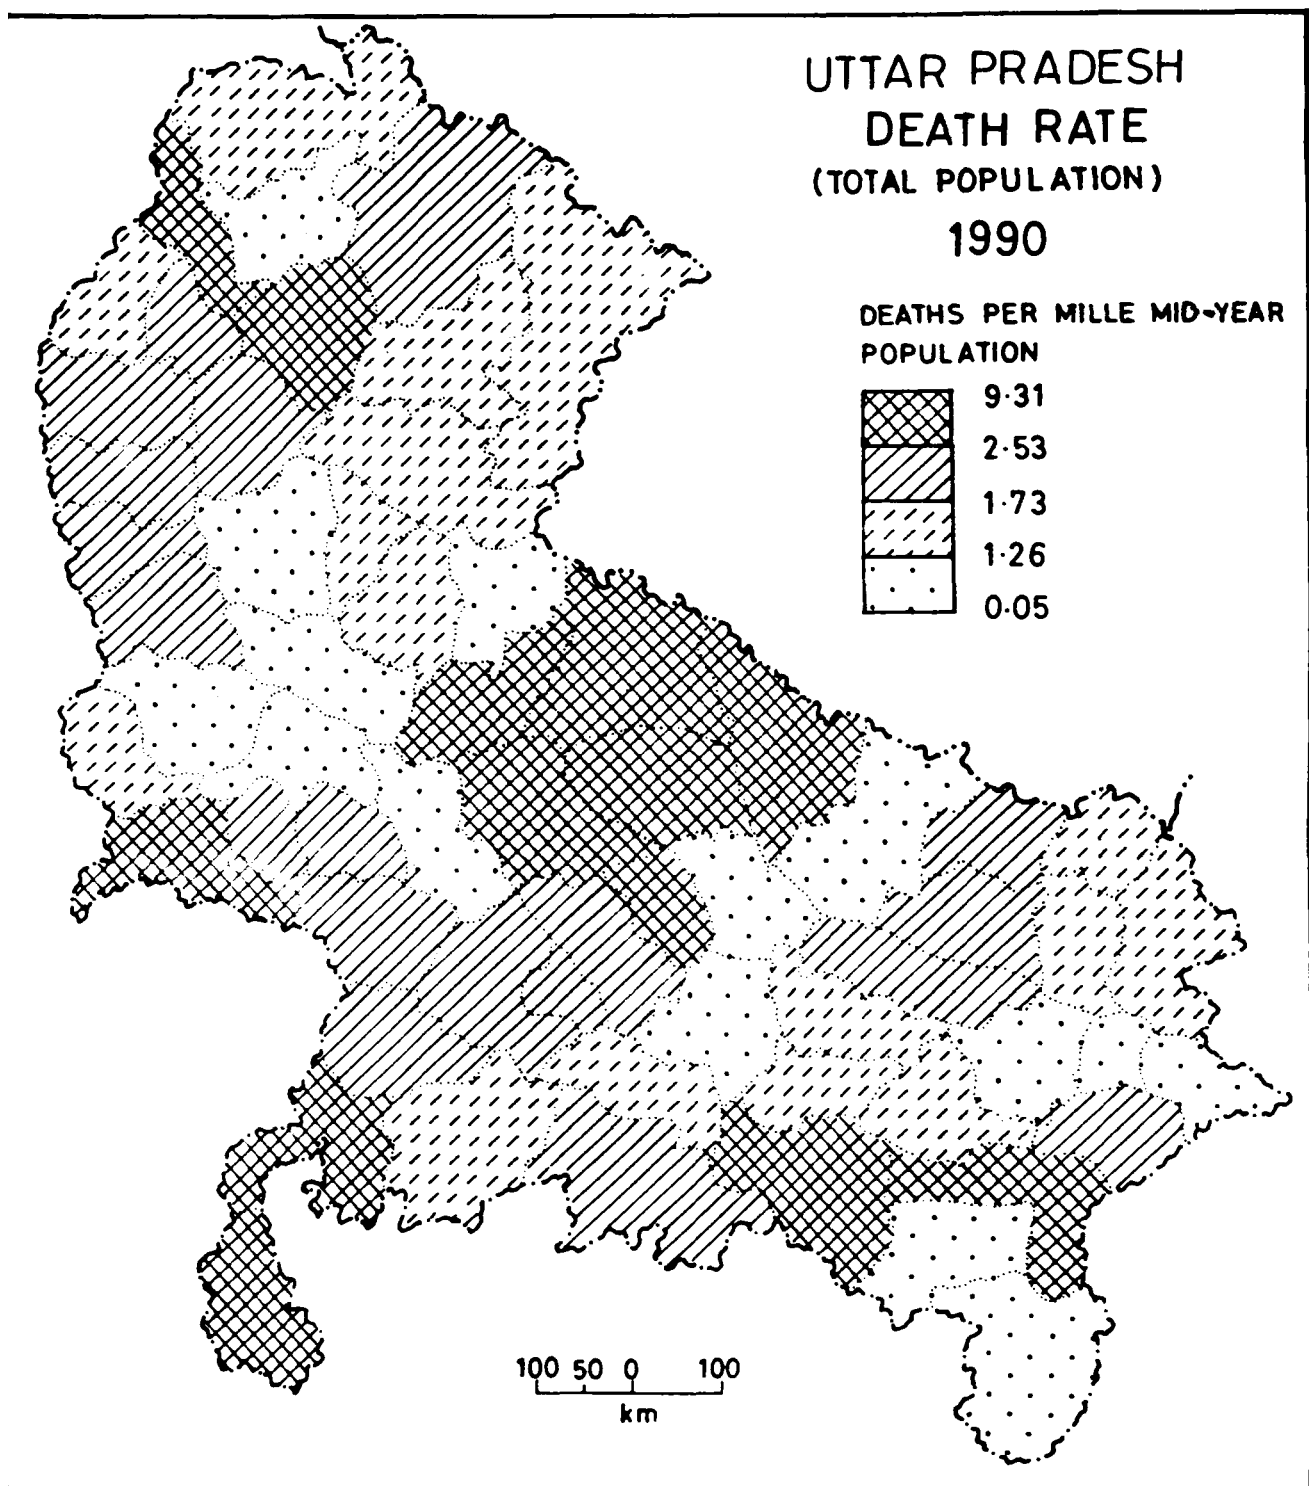 UTTAR PRADESH
DEATH RATE
(TOTAL POPULATION)
1990
DEATHS PER MILLE MID-YEAR
POPULATION
9·31
2·53
1·73
1·26
0·05
100 50 0 100
km